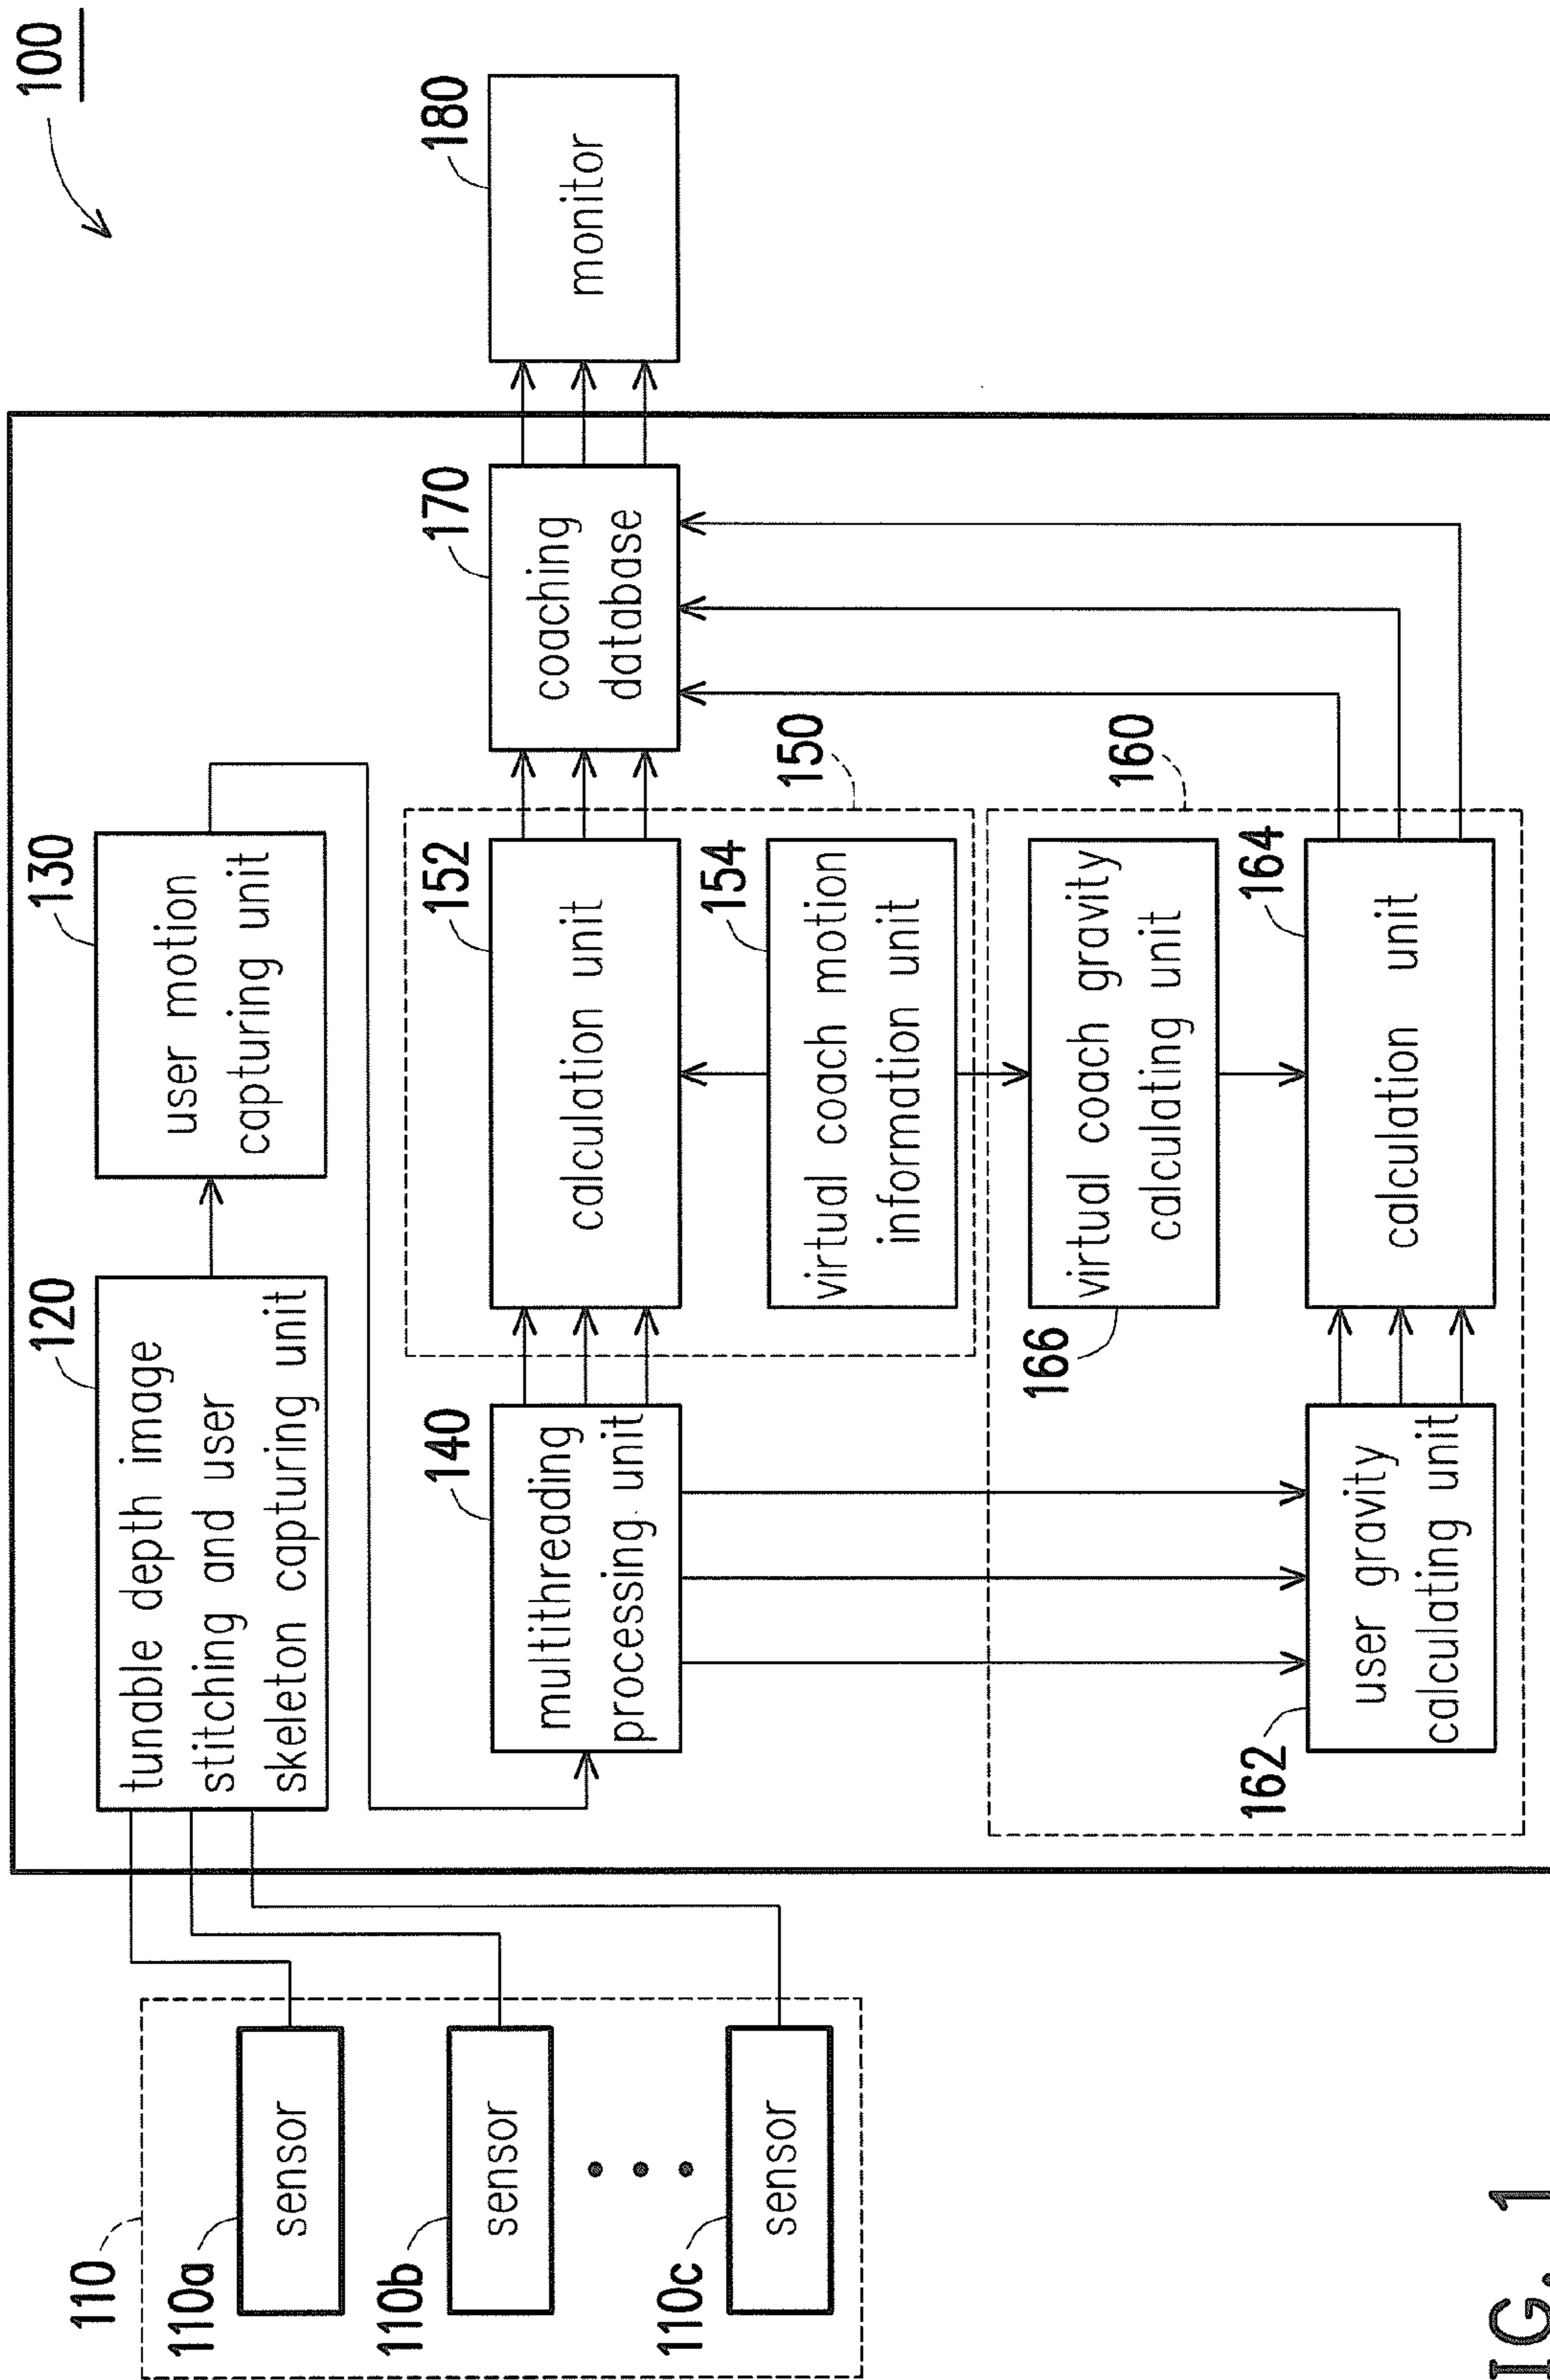 100
110
110a
sensor
110b
sensor
110c
sensor
120
tunable depth image
stitching and user
skeleton capturing unit
130
user motion
capturing unit
140
multithreading
processing unit
152
calculation unit
150
154
virtual coach motion
information unit
170
coaching
database
180
monitor
160
166
virtual coach gravity
calculating unit
162
user gravity
calculating unit
164
calculation unit
IG. 1